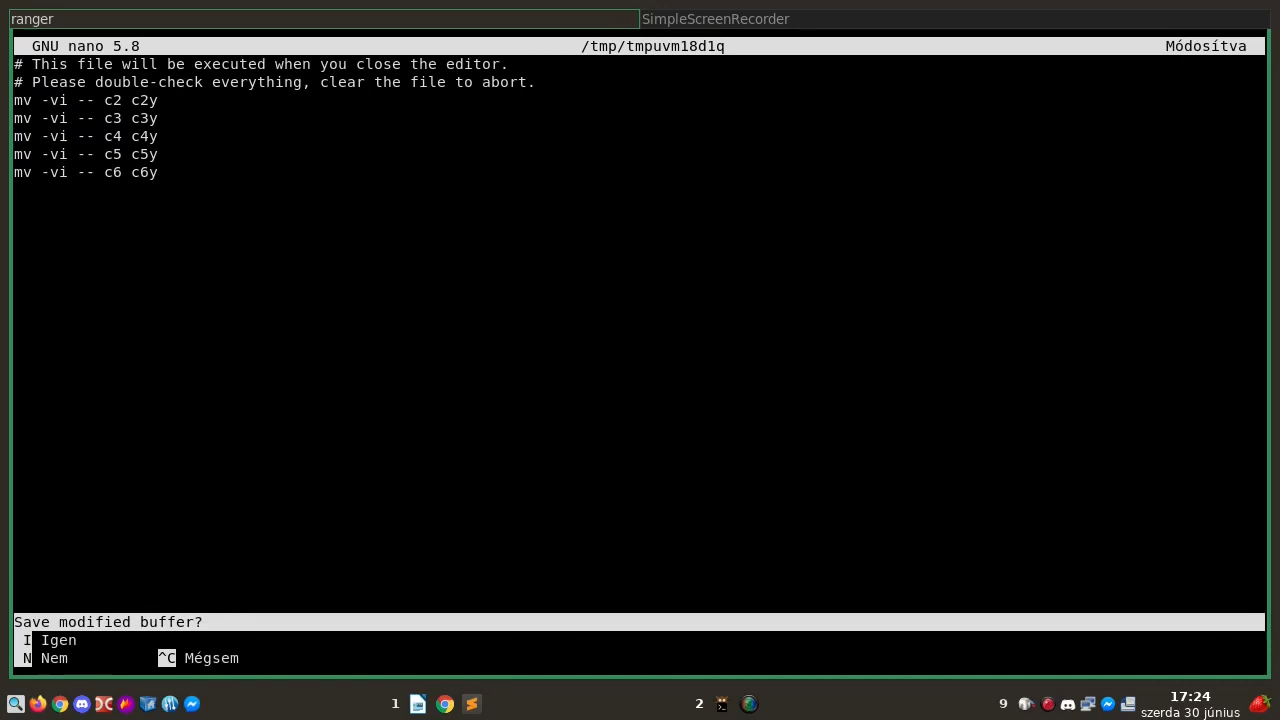 ranger
SimpleScreenRecorder
GNU nano 5.8 /tmp/tmpuvm18d1q Módosítva
# This file will be executed when you close the editor.
# Please double-check everything, clear the file to abort.
mv -vi -- c2 c2y
mv -vi -- c3 c3y
mv -vi -- c4 c4y
mv -vi -- c5 c5y
mv -vi -- c6 c6y
Save modified buffer?
I Igen
N Nem ^C Mégsem
1 2 9 17:24
szerda 30 június